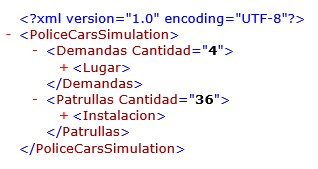 <?xml version="1.0" encoding="UTF-8"?>
- <PoliceCarsSimulation>
- <Demandas Cantidad="4">
+ <Lugar>
</Demandas>
- <Patrullas Cantidad="36">
+ <Instalacion>
</Patrullas>
</PoliceCarsSimulation>